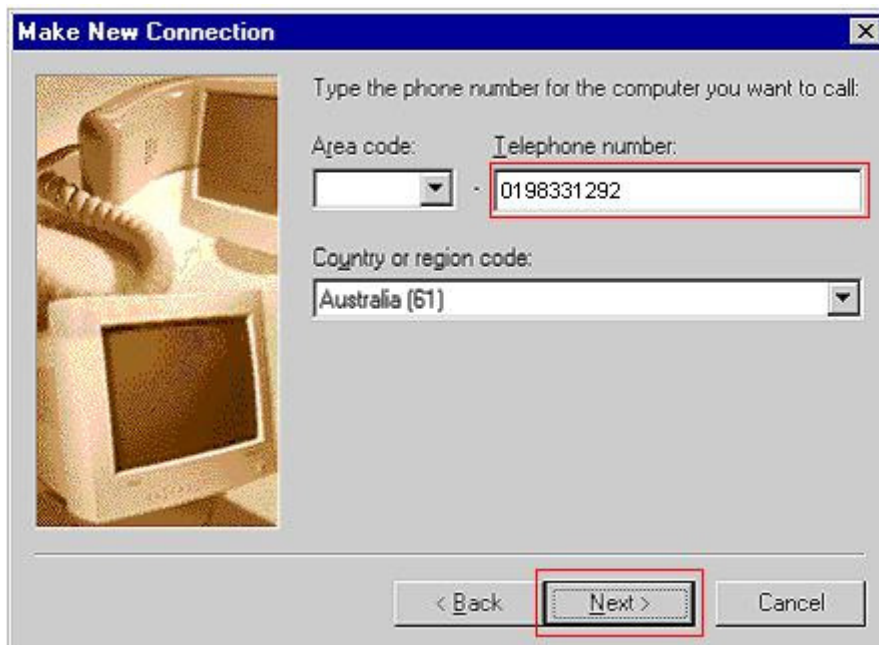 Make New Connection
Type the phone number for the computer you want to call:
Area code: Telephone number:
- 0198331292
Country or region code:
Australia (61)
< Back Next > Cancel